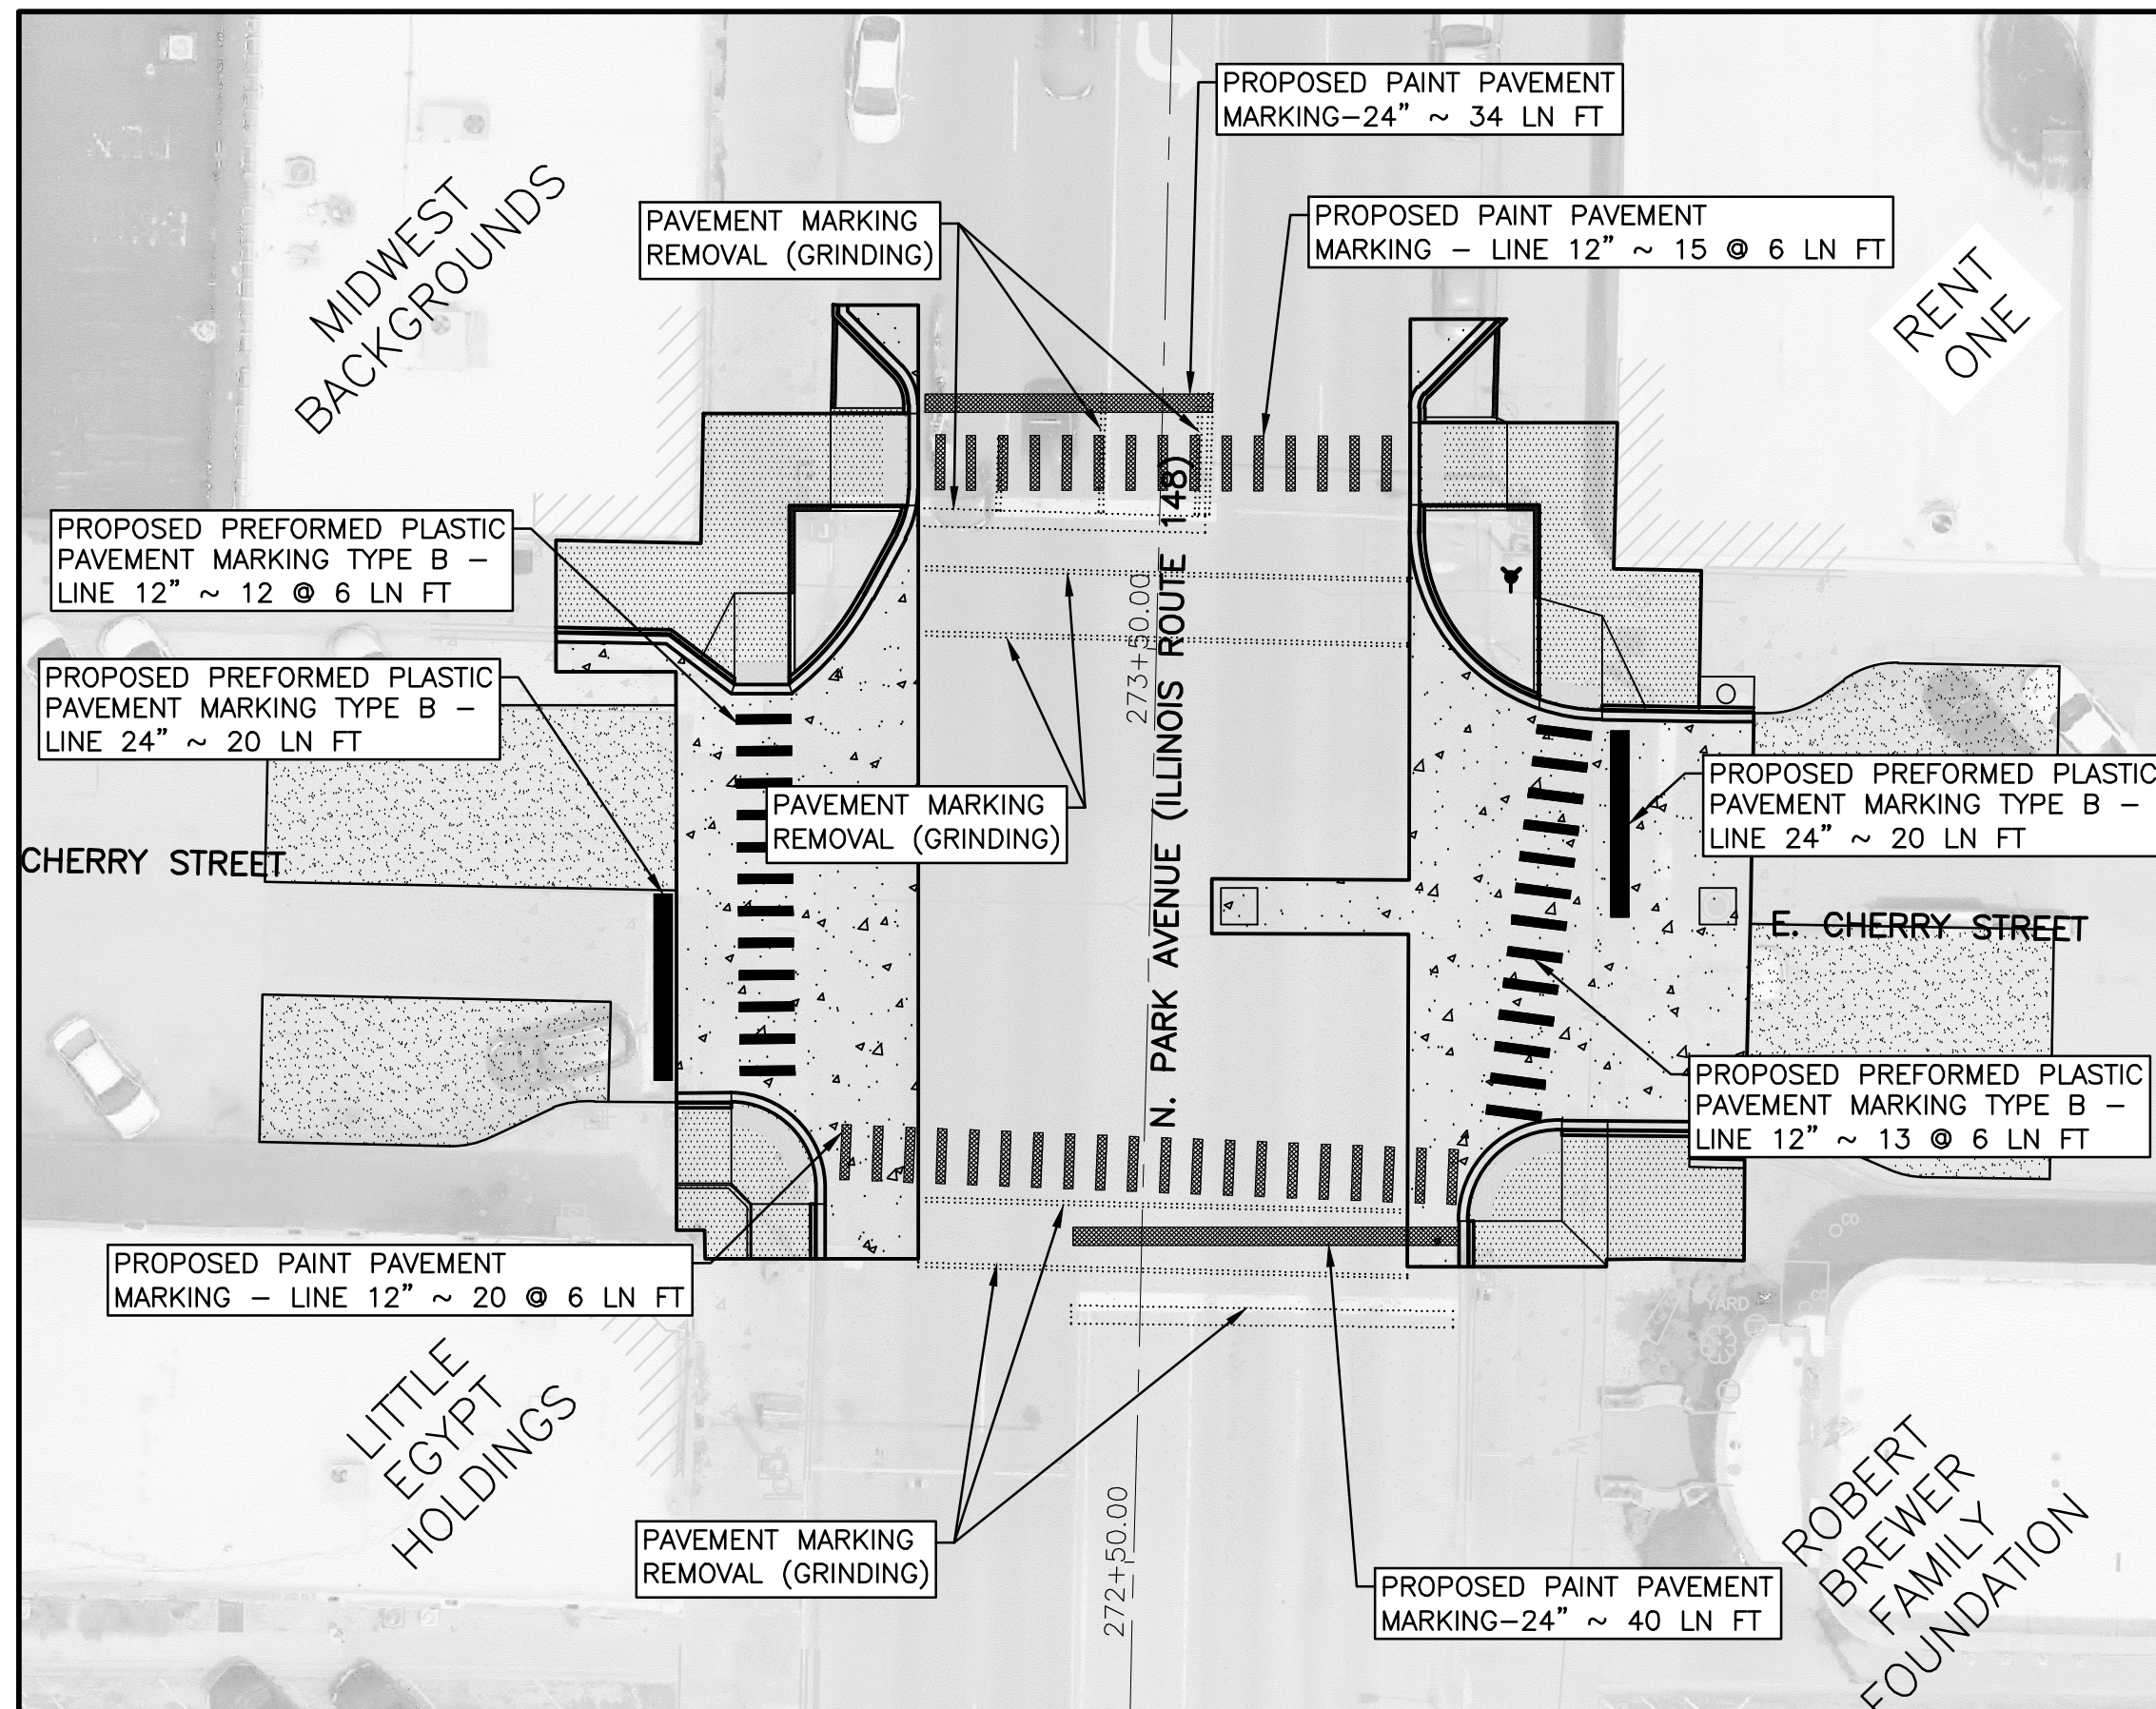 PROPOSED PAINT PAVEMENT
MARKING-24" ~ 34 LN FT
PAVEMENT MARKING
REMOVAL (GRINDING)
PROPOSED PAINT PAVEMENT
MARKING - LINE 12" ~ 15 @ 6 LN FT
MIDWEST
BACKGROUNDS
RENT
ONE
PROPOSED PREFORMED PLASTIC
PAVEMENT MARKING TYPE B -
LINE 12" ~ 12 @ 6 LN FT
PROPOSED PREFORMED PLASTIC
PAVEMENT MARKING TYPE B -
LINE 24" ~ 20 LN FT
273+50.00
N. PARK AVENUE (ILLINOIS ROUTE 148)
PAVEMENT MARKING
REMOVAL (GRINDING)
PROPOSED PREFORMED PLASTIC
PAVEMENT MARKING TYPE B -
LINE 24" ~ 20 LN FT
CHERRY STREET
E. CHERRY STREET
PROPOSED PREFORMED PLASTIC
PAVEMENT MARKING TYPE B -
LINE 12" ~ 13 @ 6 LN FT
PROPOSED PAINT PAVEMENT
MARKING - LINE 12" ~ 20 @ 6 LN FT
CO
CO
YARD
LITTLE
EGYPT
HOLDINGS
PAVEMENT MARKING
REMOVAL (GRINDING)
272+50.00
PROPOSED PAINT PAVEMENT
MARKING-24" ~ 40 LN FT
ROBERT
BREWER
FAMILY
FOUNDATION